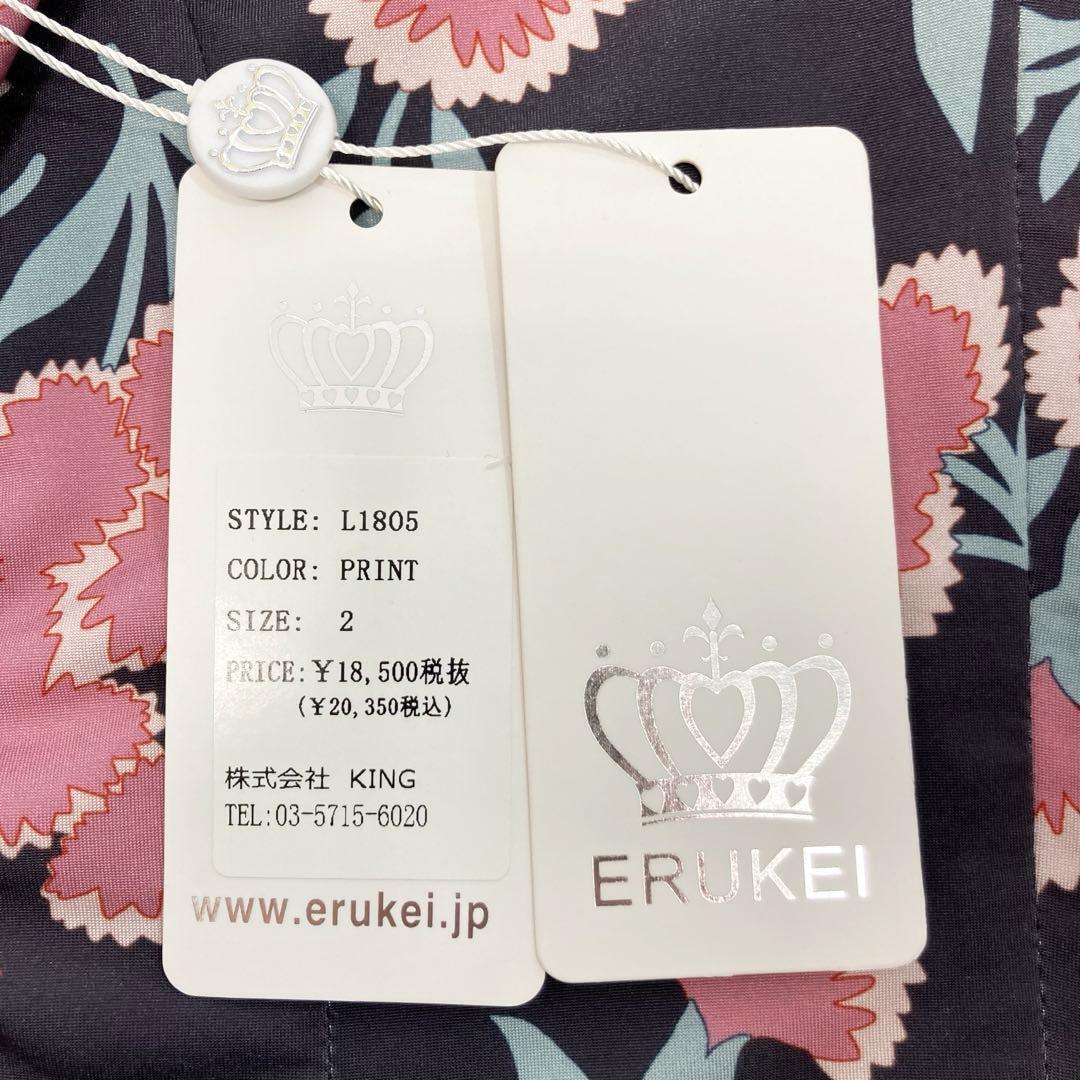 STYLE: L1805
COLOR: PRINT
SIZE: 2
PRICE:￥18,500税抜
(￥20,350税込)
株式会社 KING
TEL:03-5715-6020
www.erukei.jp
ERUKEI